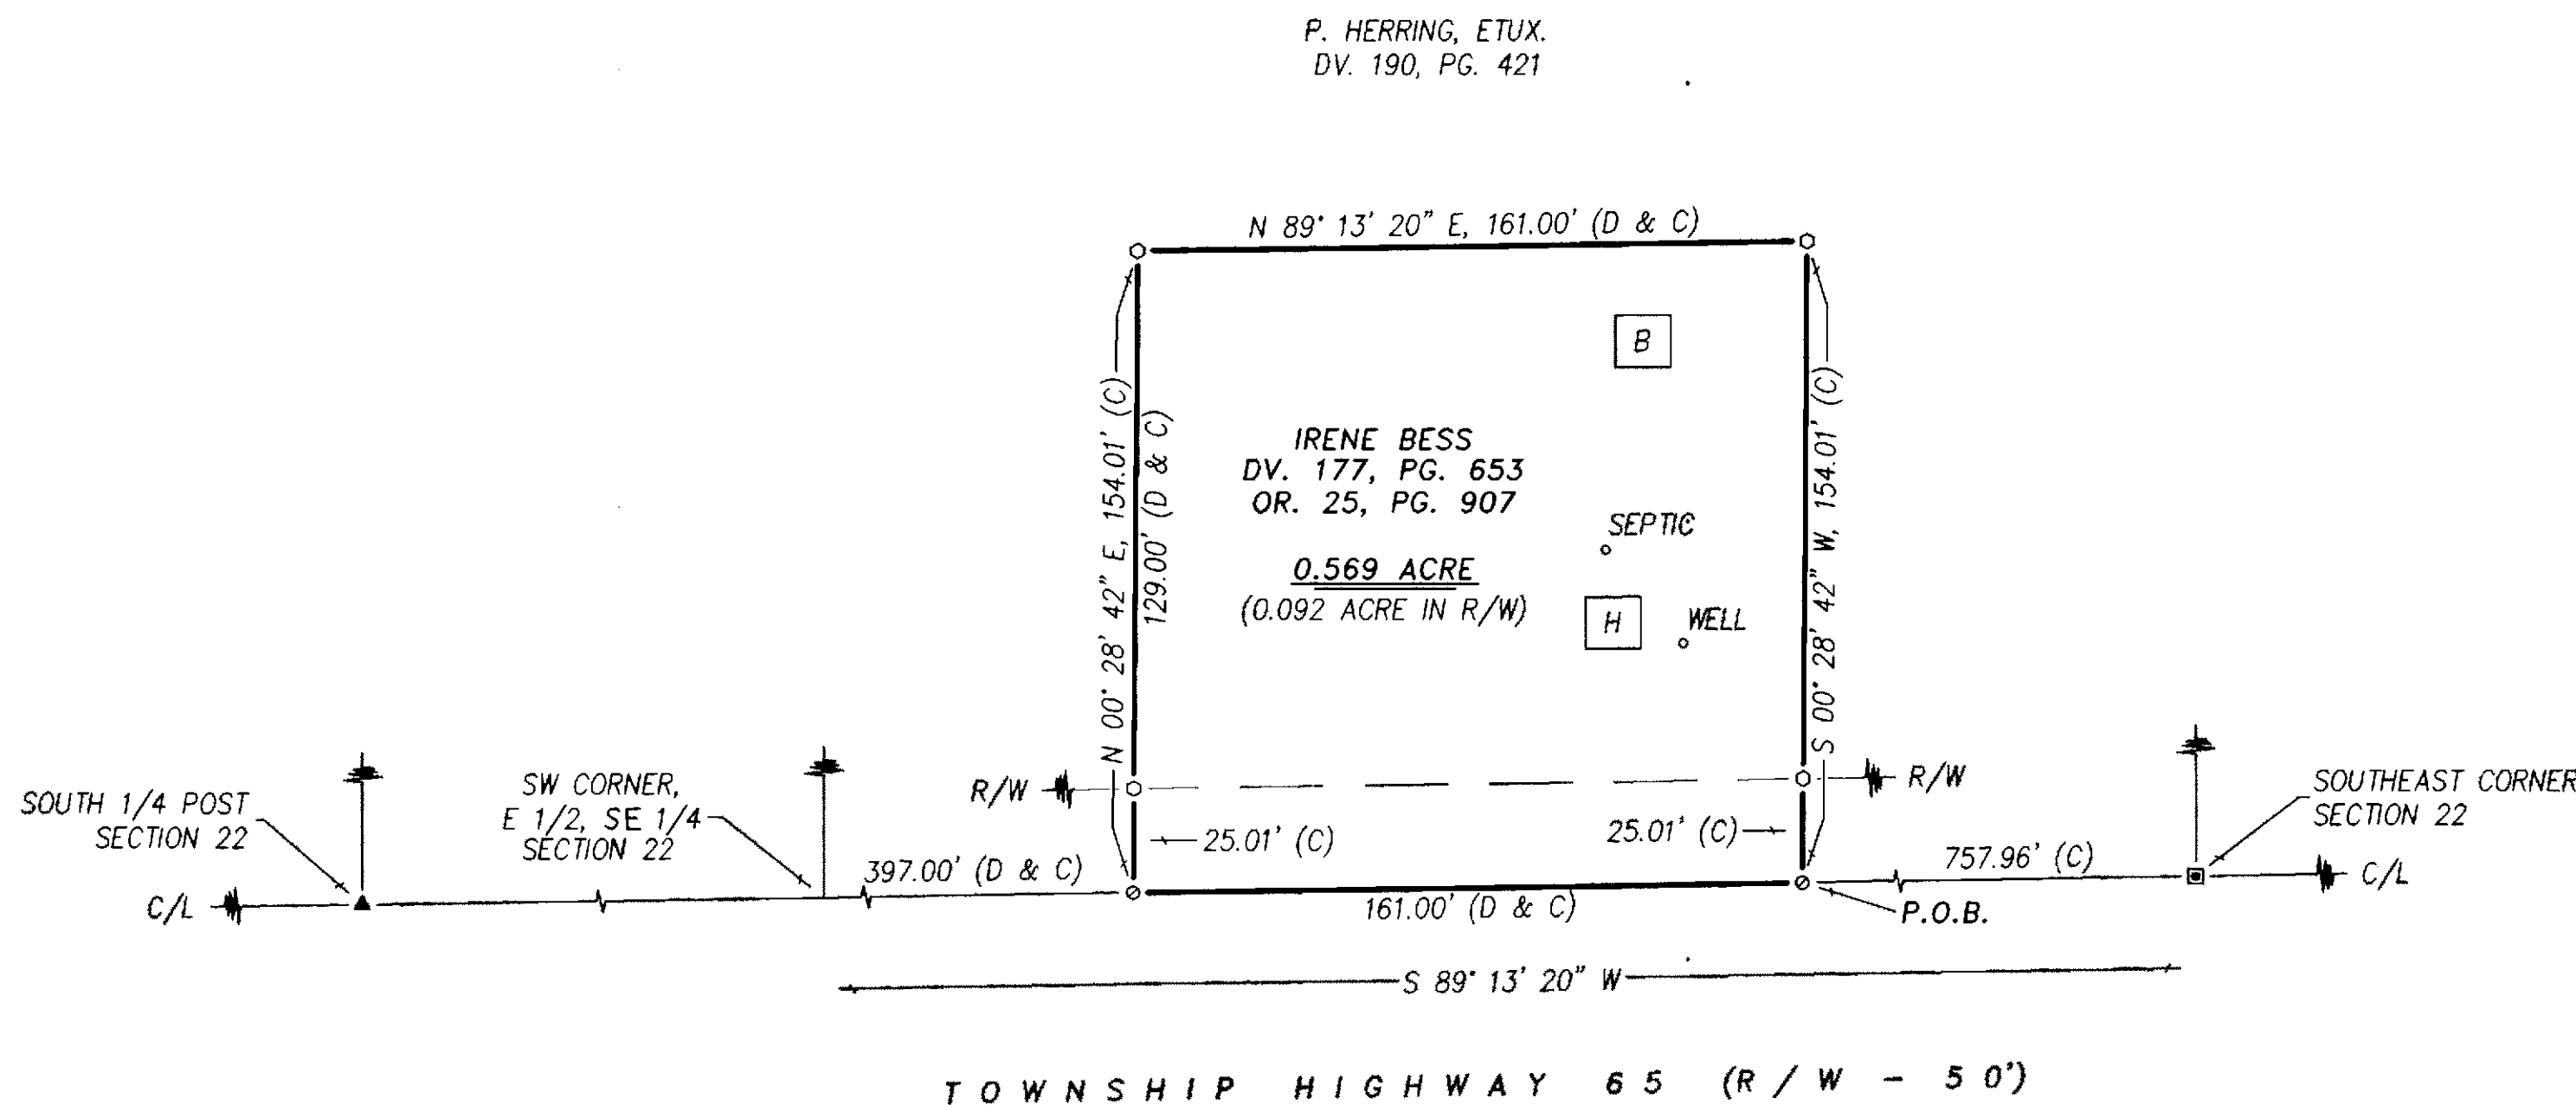 P. HERRING, ETUX.
DV. 190, PG. 421
N 89° 13' 20" E, 161.00' (D & C)
B
N 00° 28' 42" E, 154.01' (C)
129.00' (D & C)
IRENE BESS
DV. 177, PG. 653
OR. 25, PG. 907
0.569 ACRE
(0.092 ACRE IN R/W)
SEPTIC
H
WELL
S 00° 28' 42" W, 154.01' (C)
SOUTH 1/4 POST
SECTION 22
SW CORNER,
E 1/2, SE 1/4
SECTION 22
R/W
R/W
SOUTHEAST CORNER
SECTION 22
25.01' (C)
25.01' (C)
C/L
397.00' (D & C)
161.00' (D & C)
757.96' (C)
C/L
P.O.B.
S 89° 13' 20" W
TOWNSHIP HIGHWAY 65 (R/W - 50')